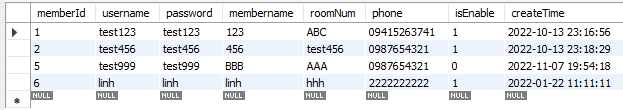 memberId username password membername roomNum phone isEnable createTime
1 test123 test123 123 ABC 09415263741 1 2022-10-13 23:16:56
2 test456 test456 456 test456 0987654321 1 2022-10-13 23:18:29
5 test999 test999 BBB AAA 0987654321 0 2022-11-07 19:54:18
6 linh linh linh hhh 2222222222 1 2022-01-22 11:11:11
NULL NULL NULL NULL NULL NULL NULL NULL